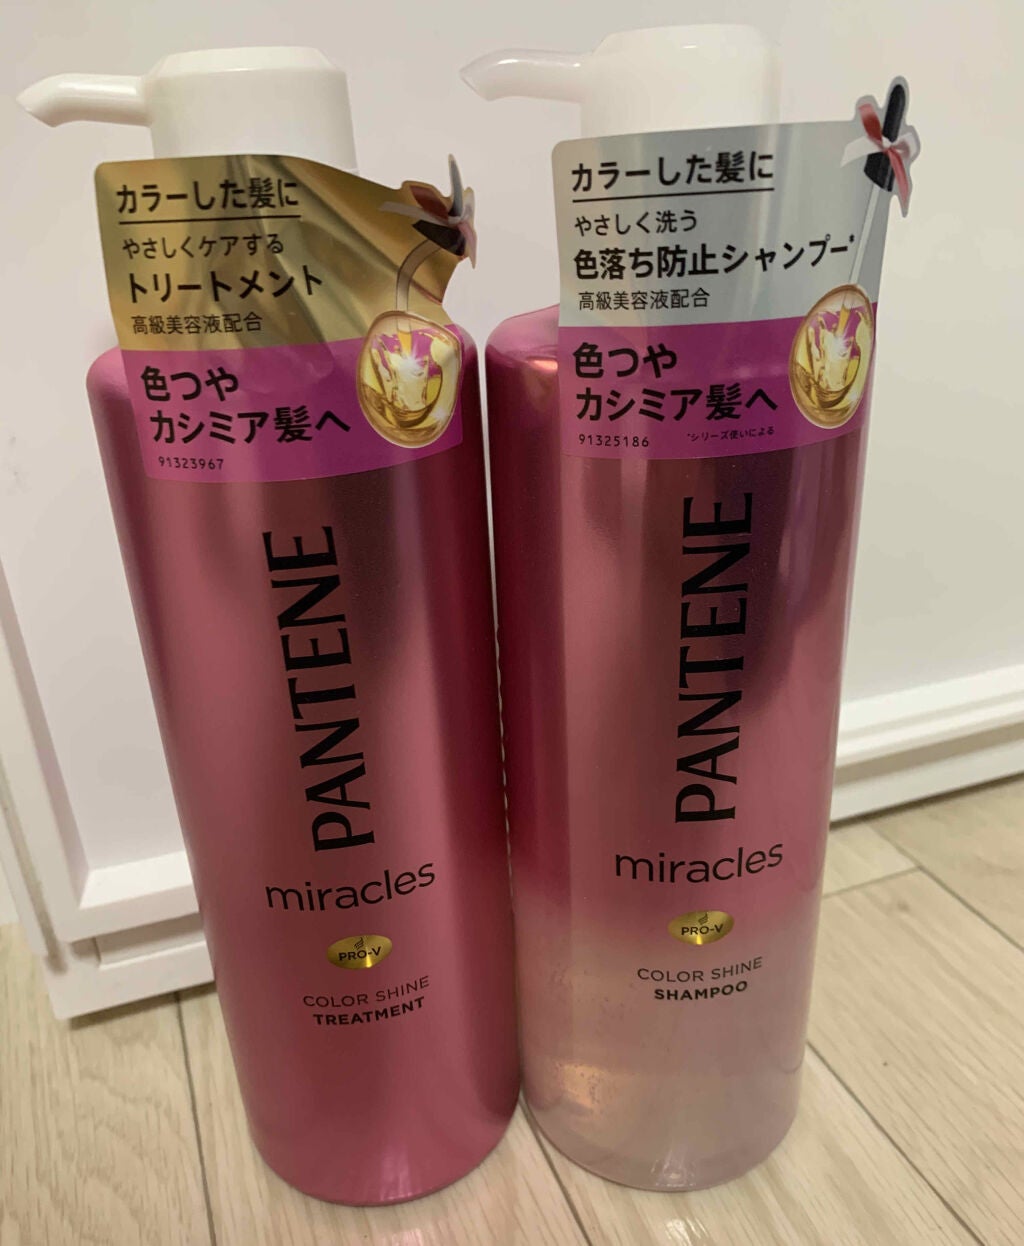 カラーした髪に
やさしくケアする
トリートメント
高級美容液配合
色つや
カシミア髪へ
91323967
PANTENE
miracles
PRO-V
COLOR SHINE
TREATMENT
カラーした髪に
やさしく洗う
色落ち防止シャンプー*
高級美容液配合
色つや
カシミア髪へ
91325186 *シリーズ使いによる
PANTENE
miracles
PRO-V
COLOR SHINE
SHAMPOO